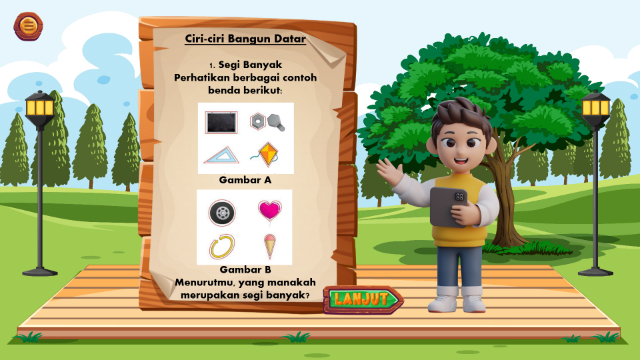 Ciri-ciri Bangun Datar
1. Segi Banyak
Perhatikan berbagai contoh
benda berikut:
Gambar A
Gambar B
Menurutmu, yang manakah
merupakan segi banyak?
LANJUT